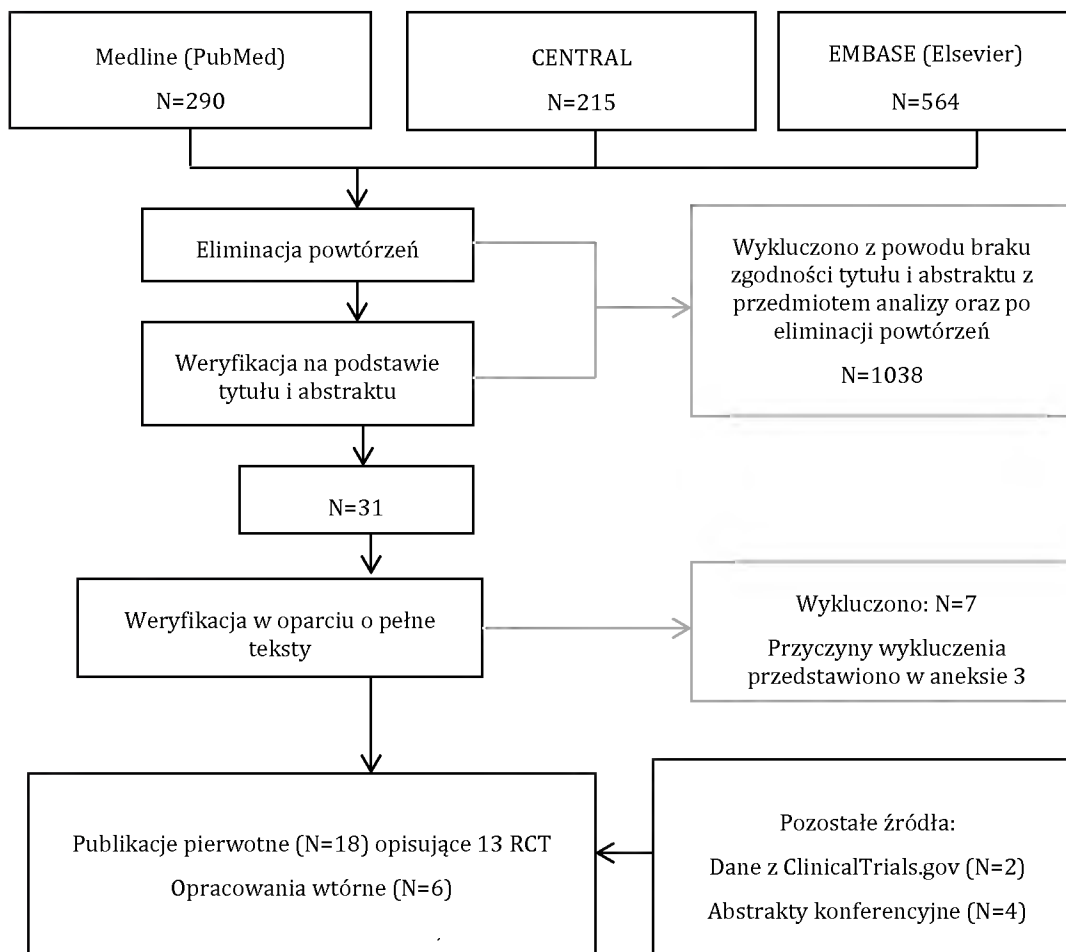 Medline (PubMed)
N=290
CENTRAL
N=215
EMBASE (Elsevier)
N=564
Eliminacja powtórzeń
Wykluczono z powodu braku
zgodności tytułu i abstraktu z
przedmiotem analizy oraz po
eliminacji powtórzeń
N=1038
Weryfikacja na podstawie
tytułu i abstraktu
N=31
Weryfikacja w oparciu o pełne
teksty
Wykluczono: N=7
Przyczyny wykluczenia
przedstawiono w aneksie 3
Publikacje pierwotne (N=18) opisujące 13 RCT
Opracowania wtórne (N=6)
Pozostałe źródła:
Dane z ClinicalTrials.gov (N=2)
Abstrakty konferencyjne (N=4)